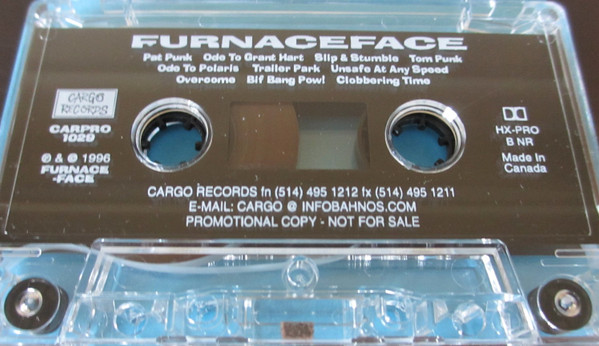 FURNACEFACE
Pat Punk Ode To Grant Hart Slip & Stumble Tom Punk
Ode To Polaris Trailer Park Unsafe At Any Speed
Overcome Bif Bang Pow! Clobbering Time
CARGO
RECORDS
CARPRO
1029
℗ & © 1996
FURNACE
-FACE
HX-PRO
B NR
Made in
Canada
CARGO RECORDS fn (514) 495 1212 fx (514) 495 1211
E-MAIL: CARGO @ INFOBAHNOS.COM
PROMOTIONAL COPY - NOT FOR SALE